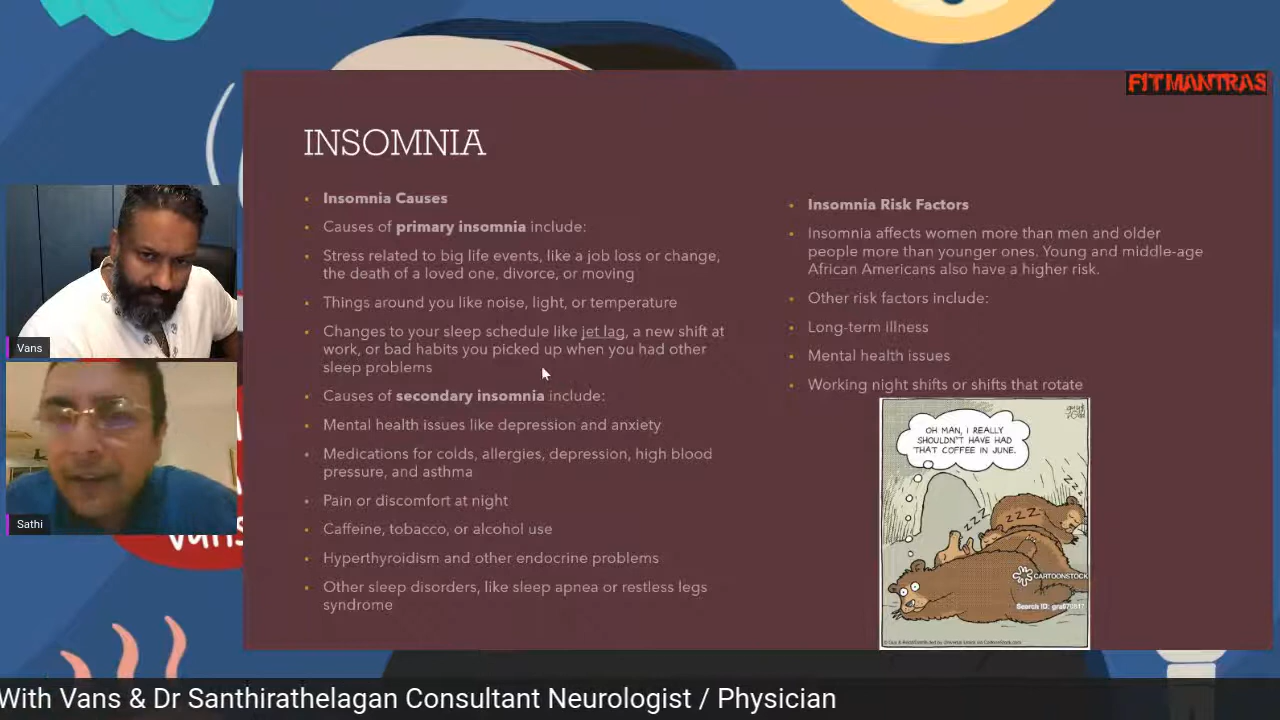 FITMANTRAS
INSOMNIA
• Insomnia Causes
• Causes of primary insomnia include:
• Stress related to big life events, like a job loss or change,
the death of a loved one, divorce, or moving
• Things around you like noise, light, or temperature
• Changes to your sleep schedule like jet lag, a new shift at
work, or bad habits you picked up when you had other
sleep problems
• Causes of secondary insomnia include:
• Mental health issues like depression and anxiety
• Medications for colds, allergies, depression, high blood
pressure, and asthma
• Pain or discomfort at night
• Caffeine, tobacco, or alcohol use
• Hyperthyroidism and other endocrine problems
• Other sleep disorders, like sleep apnea or restless legs
syndrome
• Insomnia Risk Factors
• Insomnia affects women more than men and older
people more than younger ones. Young and middle-age
African Americans also have a higher risk.
• Other risk factors include:
• Long-term illness
• Mental health issues
• Working night shifts or shifts that rotate
OH MAN, I REALLY
SHOULDN'T HAVE HAD
THAT COFFEE IN JUNE.
ZZZ
ZZZ
ZZZZ
CARTOONSTOCK
Search ID:
Vans
Sathi
Vans
With Vans & Dr Santhirathelagan Consultant Neurologist / Physician